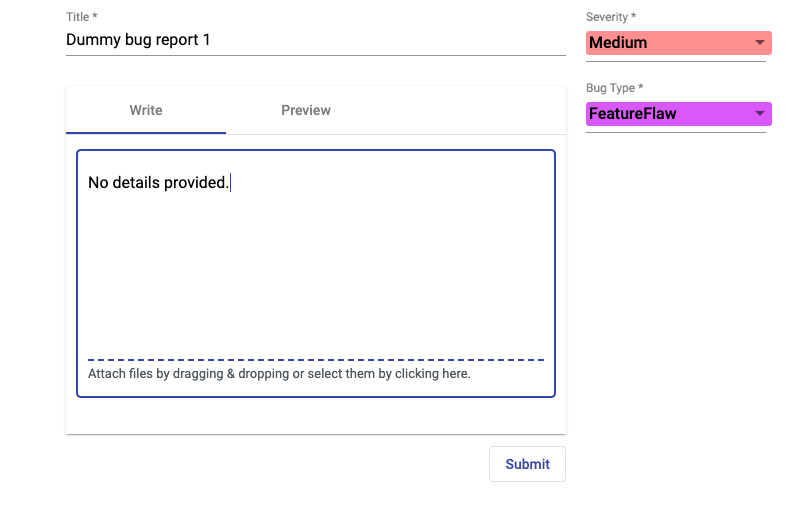 Title *
Dummy bug report 1
Severity *
Medium
Bug Type *
FeatureFlaw
Write
Preview
No details provided.
Attach files by dragging & dropping or select them by clicking here.
Submit